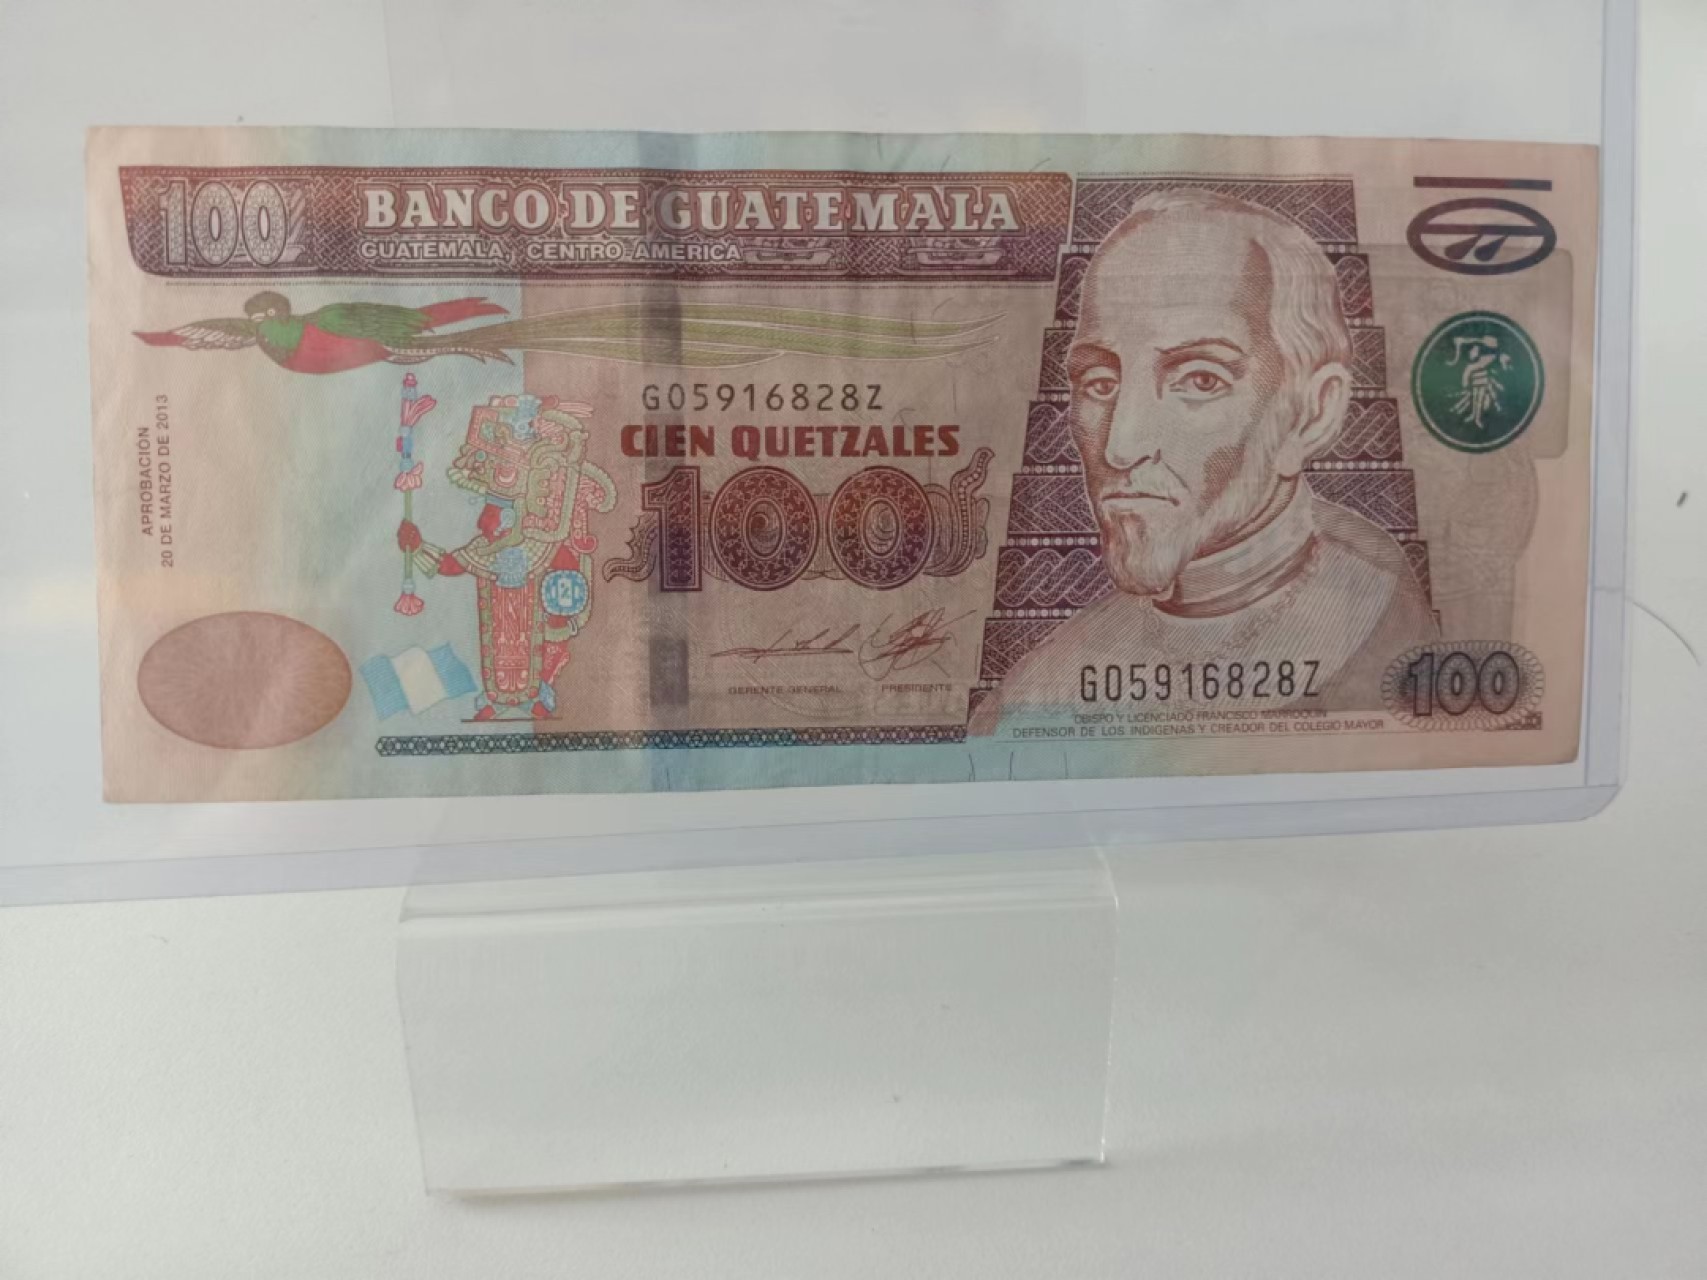 100 BANCO DE GUATEMALA
GUATEMALA, CENTRO AMERICA
G05916828Z
CIEN QUETZALES
100
APROBACIÓN
20 DE MARZO DE 2013
GERENTE GENERAL PRESIDENTE
G05916828Z
100
OBISPO Y LICENCIADO FRANCISCO MARROQUIN
DEFENSOR DE LOS INDIGENAS Y CREADOR DEL COLEGIO MAYOR